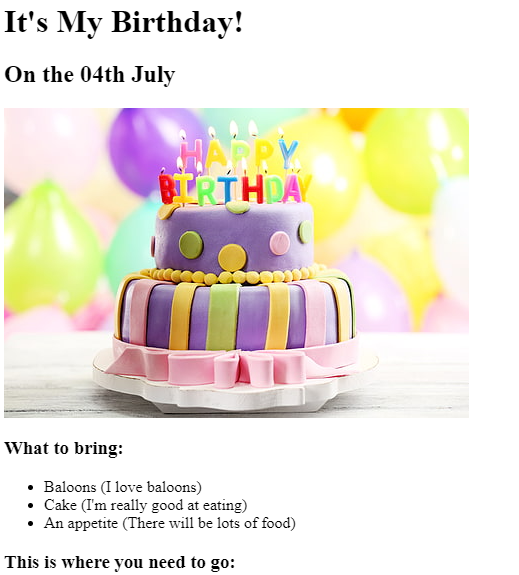 It's My Birthday!
On the 04th July
HAPPY
BIRTHDAY
What to bring:
Baloons (I love baloons)
Cake (I'm really good at eating)
An appetite (There will be lots of food)
This is where you need to go: